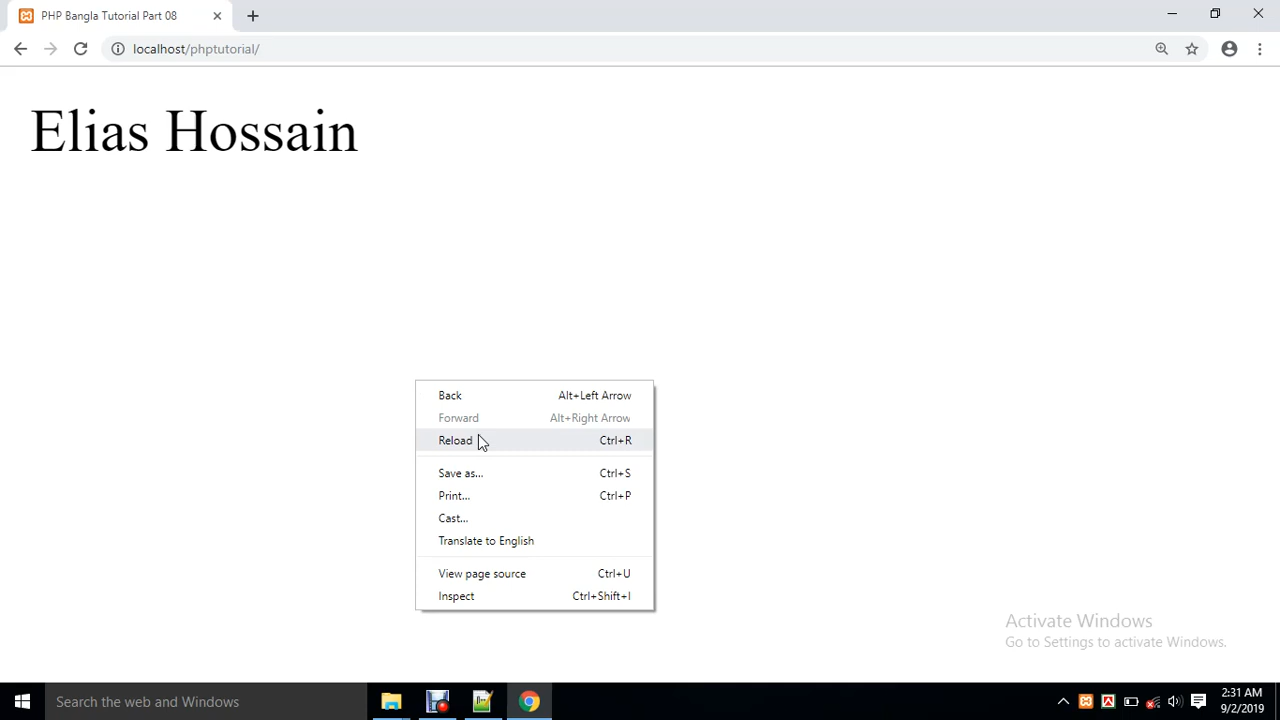 PHP Bangla Tutorial Part 08
localhost/phptutorial/
Elias Hossain
Back Alt+Left Arrow
Forward Alt+Right Arrow
Reload Ctrl+R
Save as... Ctrl+S
Print... Ctrl+P
Cast...
Translate to English
View page source Ctrl+U
Inspect Ctrl+Shift+I
Activate Windows
Go to Settings to activate Windows.
Search the web and Windows
2:31 AM
9/2/2019